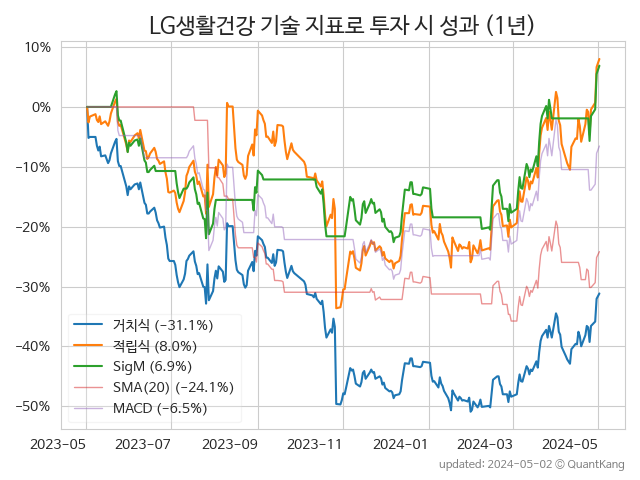 LG생활건강 기술 지표로 투자 시 성과 (1년)
10%
0%
−10%
−20%
−30%
−40%
−50%
거치식 (−31.1%)
적립식 (8.0%)
SigM (6.9%)
SMA(20) (−24.1%)
MACD (−6.5%)
2023-05 2023-07 2023-09 2023-11 2024-01 2024-03 2024-05
updated: 2024-05-02 © QuantKang